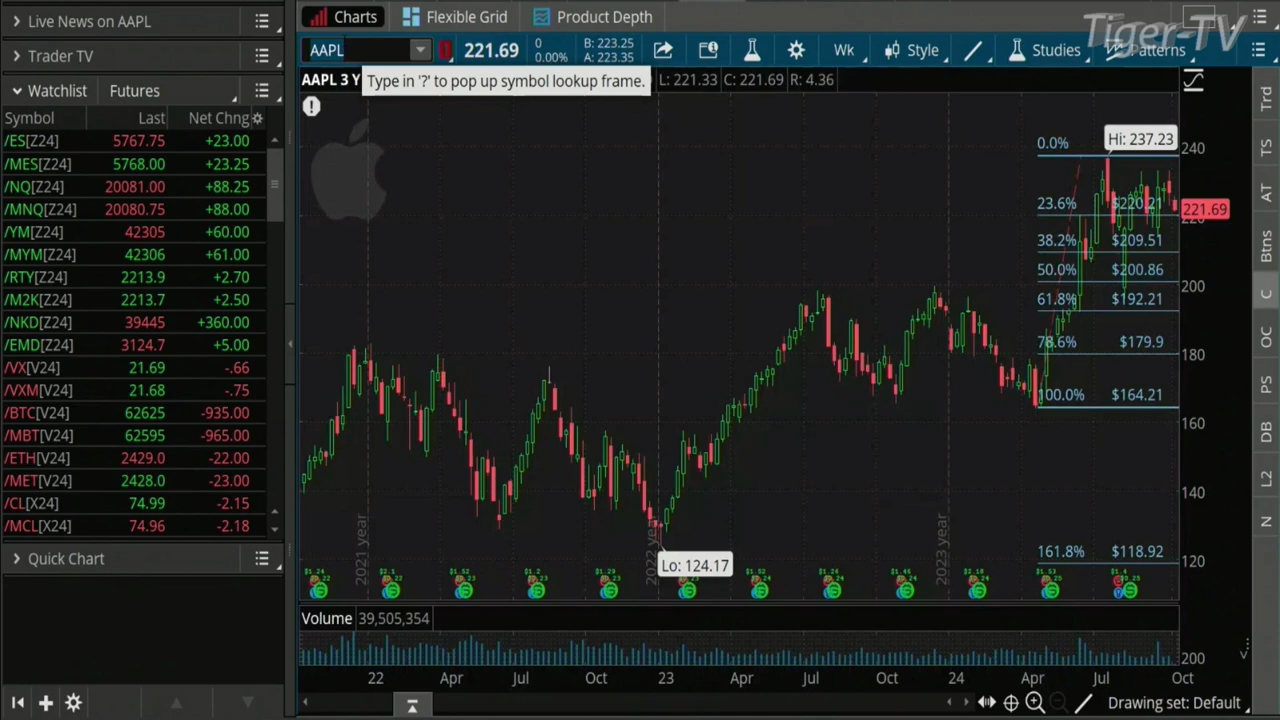 Live News on AAPL
Charts
Flexible Grid
Product Depth
Tiger-TV
Trader TV
AAPL
221.69
0
0.00%
B: 223.25
A: 223.35
Wk
Style
Studies
Patterns
AAPL 3 Y
Type in '?' to pop up symbol lookup frame.
L: 221.33
C: 221.69
R: 4.36
Watchlist
Futures
Symbol Last Net Chng
/ES[Z24] 5767.75 +23.00
/MES[Z24] 5768.00 +23.25
/NQ[Z24] 20081.00 +88.25
/MNQ[Z24] 20080.75 +88.00
/YM[Z24] 42305 +60.00
/MYM[Z24] 42306 +61.00
/RTY[Z24] 2213.9 +2.70
/M2K[Z24] 2213.7 +2.50
/NKD[Z24] 39445 +360.00
/EMD[Z24] 3124.7 +5.00
/VX[V24] 21.69 -.66
/VXM[V24] 21.68 -.75
/BTC[V24] 62625 -935.00
/MBT[V24] 62595 -965.00
/ETH[V24] 2429.0 -22.00
/MET[V24] 2428.0 -23.00
/CL[X24] 74.99 -2.15
/MCL[X24] 74.96 -2.18
Quick Chart
Hi: 237.23
0.0%
23.6% $220.21
38.2% $209.51
50.0% $200.86
61.8% $192.21
78.6% $179.9
100.0% $164.21
161.8% $118.92
Lo: 124.17
2021 year
2022 year
2023 year
240
221.69
220
200
180
160
140
120
Volume 39,505,354
200
22 Apr Jul Oct 23 Apr Jul Oct 24 Apr Jul Oct
Drawing set: Default
Trd
TS
AT
Btns
C
OC
PS
DB
L2
N